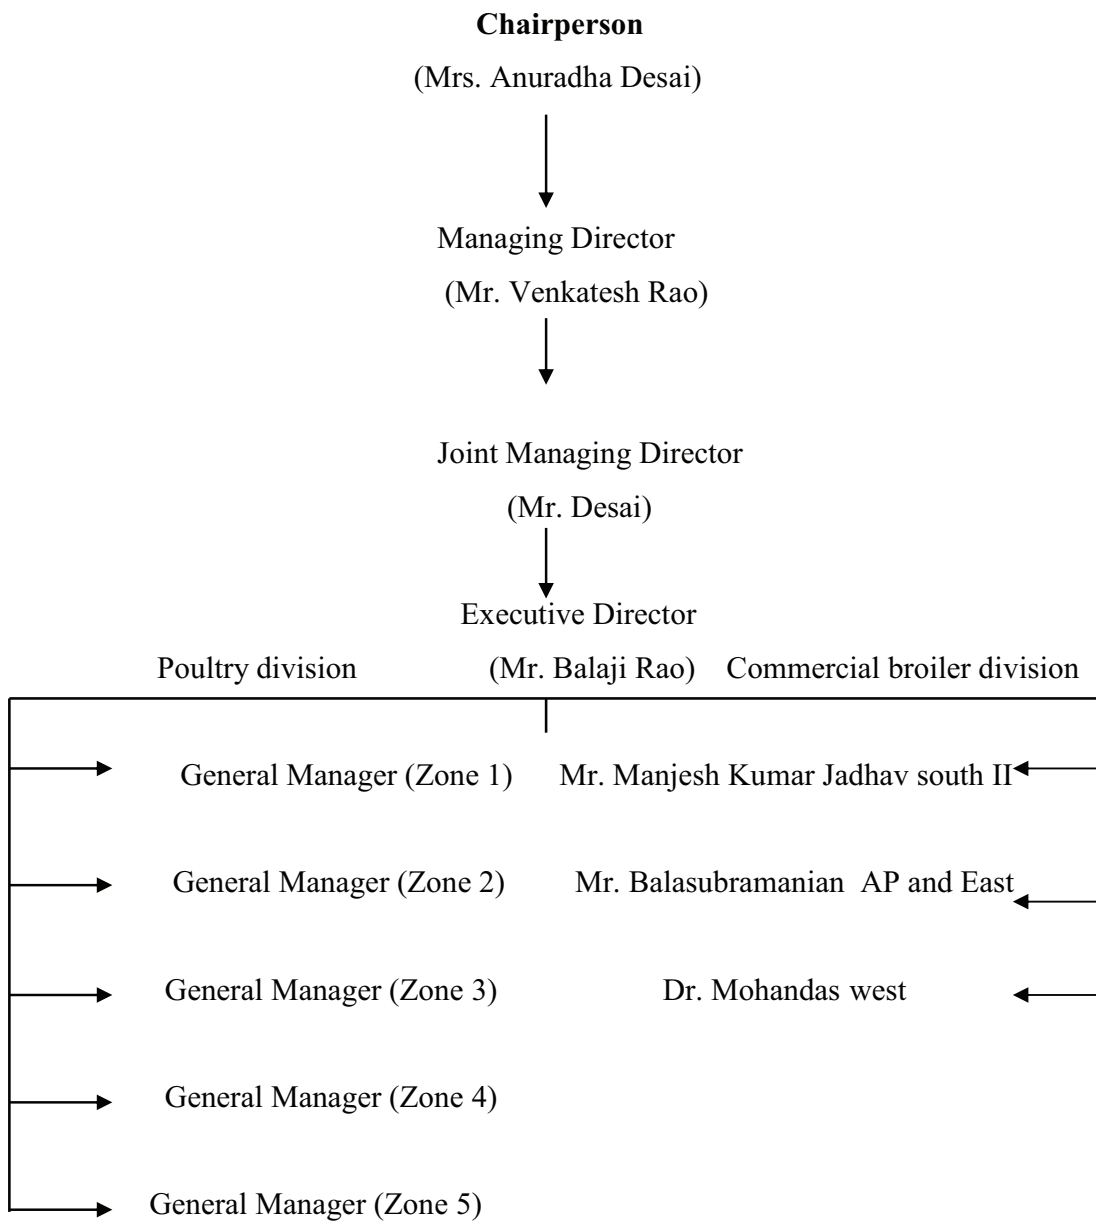 Chairperson
(Mrs. Anuradha Desai)
Managing Director
(Mr. Venkatesh Rao)
Joint Managing Director
(Mr. Desai)
Executive Director
Poultry division (Mr. Balaji Rao) Commercial broiler division
General Manager (Zone 1) Mr. Manjesh Kumar Jadhav south II
General Manager (Zone 2) Mr. Balasubramanian AP and East
General Manager (Zone 3) Dr. Mohandas west
General Manager (Zone 4)
General Manager (Zone 5)